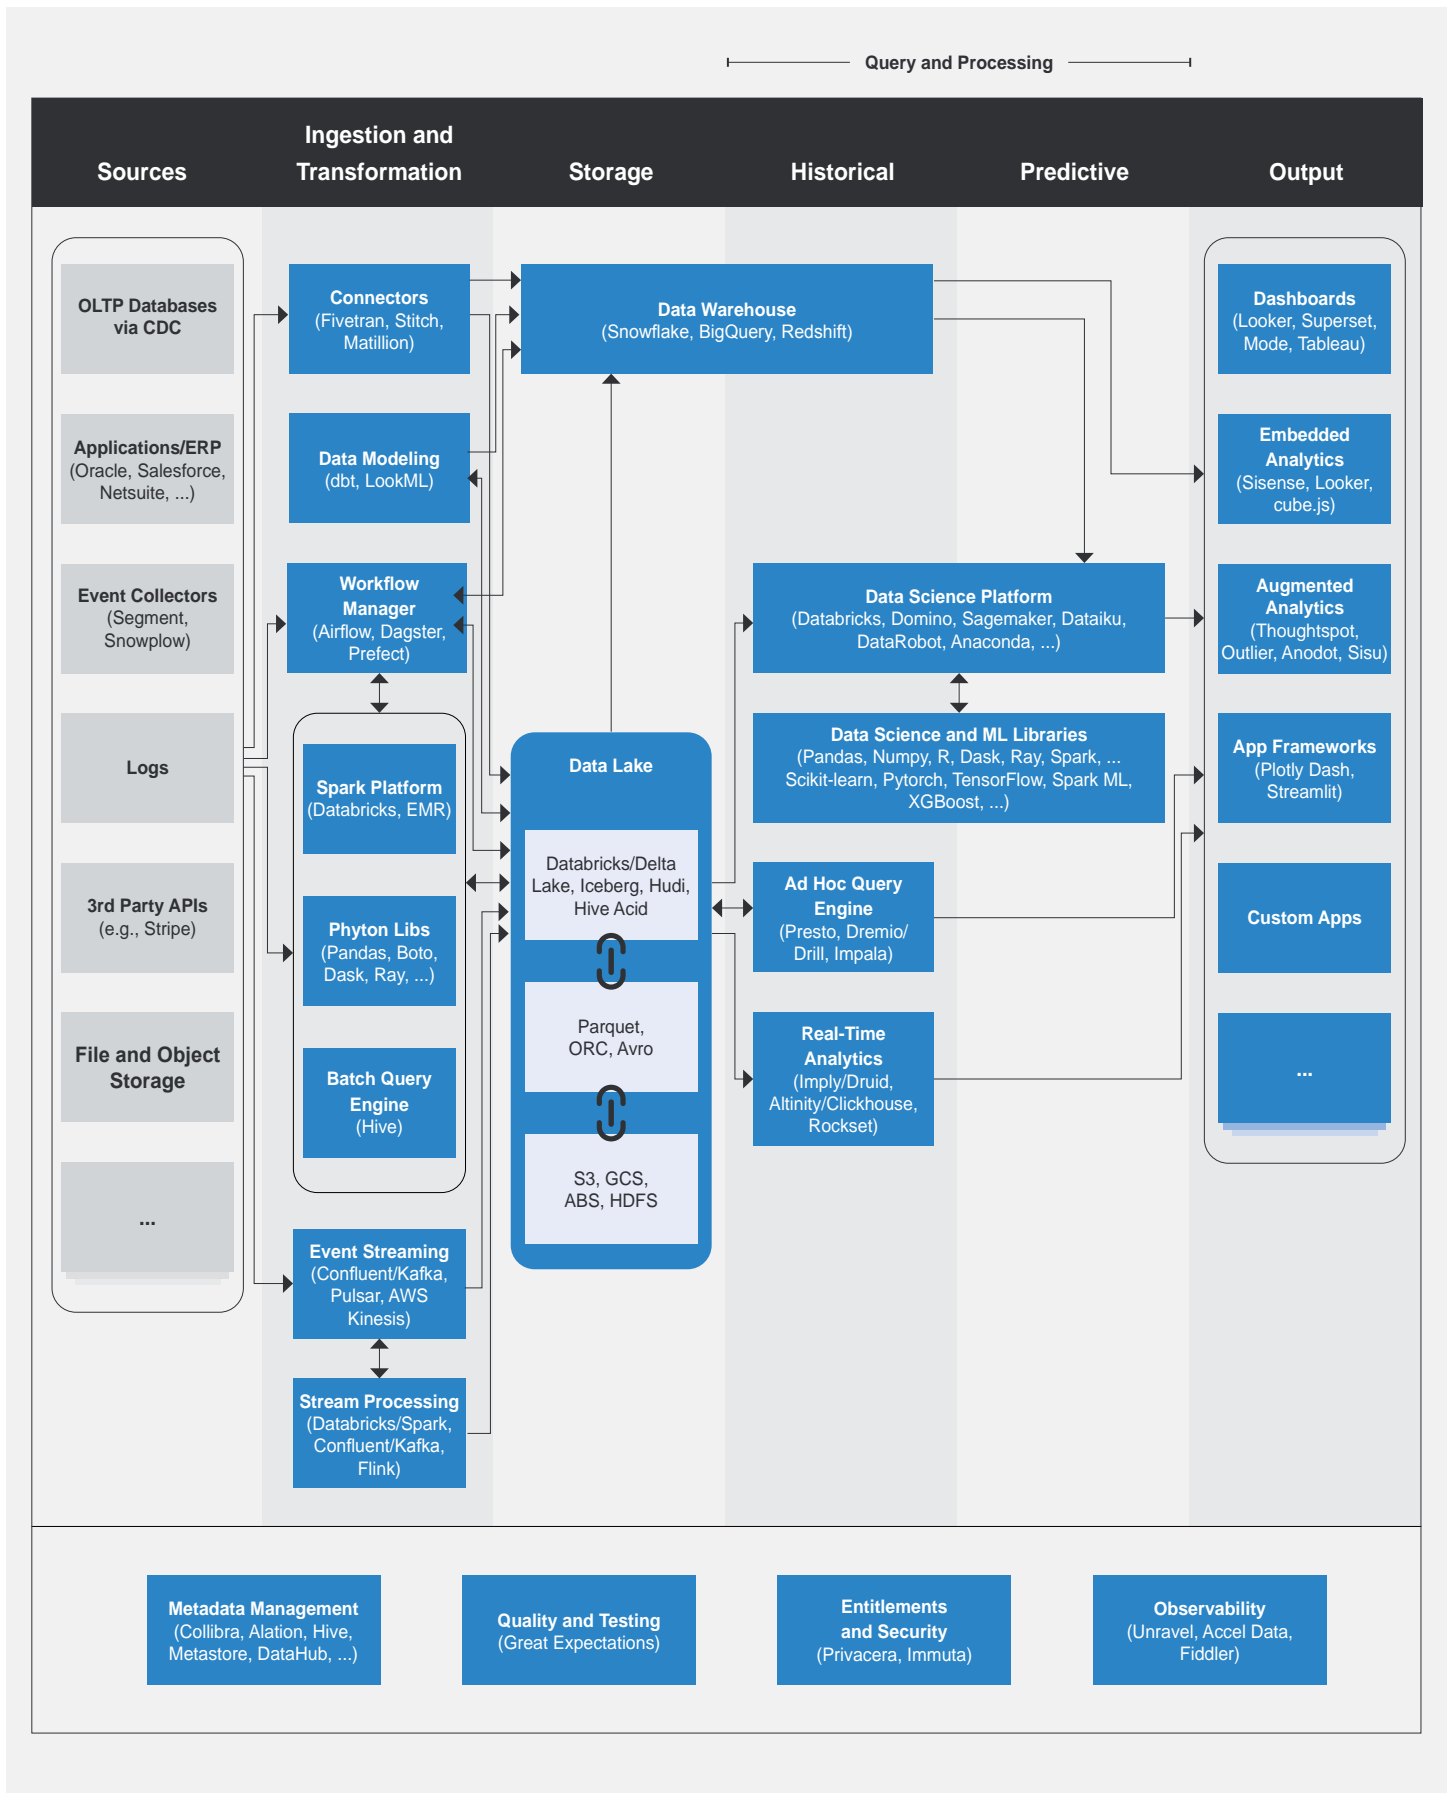 Query and Processing
Sources
Ingestion and
Transformation
Storage
Historical
Predictive
Output
OLTP Databases
via CDC
Applications/ERP
(Oracle, Salesforce,
Netsuite, ...)
Event Collectors
(Segment,
Snowplow)
Logs
3rd Party APIs
(e.g., Stripe)
File and Object
Storage
...
Connectors
(Fivetran, Stitch,
Matillion)
Data Modeling
(dbt, LookML)
Workflow
Manager
(Airflow, Dagster,
Prefect)
Spark Platform
(Databricks, EMR)
Phyton Libs
(Pandas, Boto,
Dask, Ray, ...)
Batch Query
Engine
(Hive)
Event Streaming
(Confluent/Kafka,
Pulsar, AWS
Kinesis)
Stream Processing
(Databricks/Spark,
Confluent/Kafka,
Flink)
Data Warehouse
(Snowflake, BigQuery, Redshift)
Data Lake
Databricks/Delta
Lake, Iceberg, Hudi,
Hive Acid
Parquet,
ORC, Avro
S3, GCS,
ABS, HDFS
Data Science Platform
(Databricks, Domino, Sagemaker, Dataiku,
DataRobot, Anaconda, ...)
Data Science and ML Libraries
(Pandas, Numpy, R, Dask, Ray, Spark, ...
Scikit-learn, Pytorch, TensorFlow, Spark ML,
XGBoost, ...)
Ad Hoc Query
Engine
(Presto, Dremio/
Drill, Impala)
Real-Time
Analytics
(Imply/Druid,
Altinity/Clickhouse,
Rockset)
Dashboards
(Looker, Superset,
Mode, Tableau)
Embedded
Analytics
(Sisense, Looker,
cube.js)
Augmented
Analytics
(Thoughtspot,
Outlier, Anodot, Sisu)
App Frameworks
(Plotly Dash,
Streamlit)
Custom Apps
...
Metadata Management
(Collibra, Alation, Hive,
Metastore, DataHub, ...)
Quality and Testing
(Great Expectations)
Entitlements
and Security
(Privacera, Immuta)
Observability
(Unravel, Accel Data,
Fiddler)